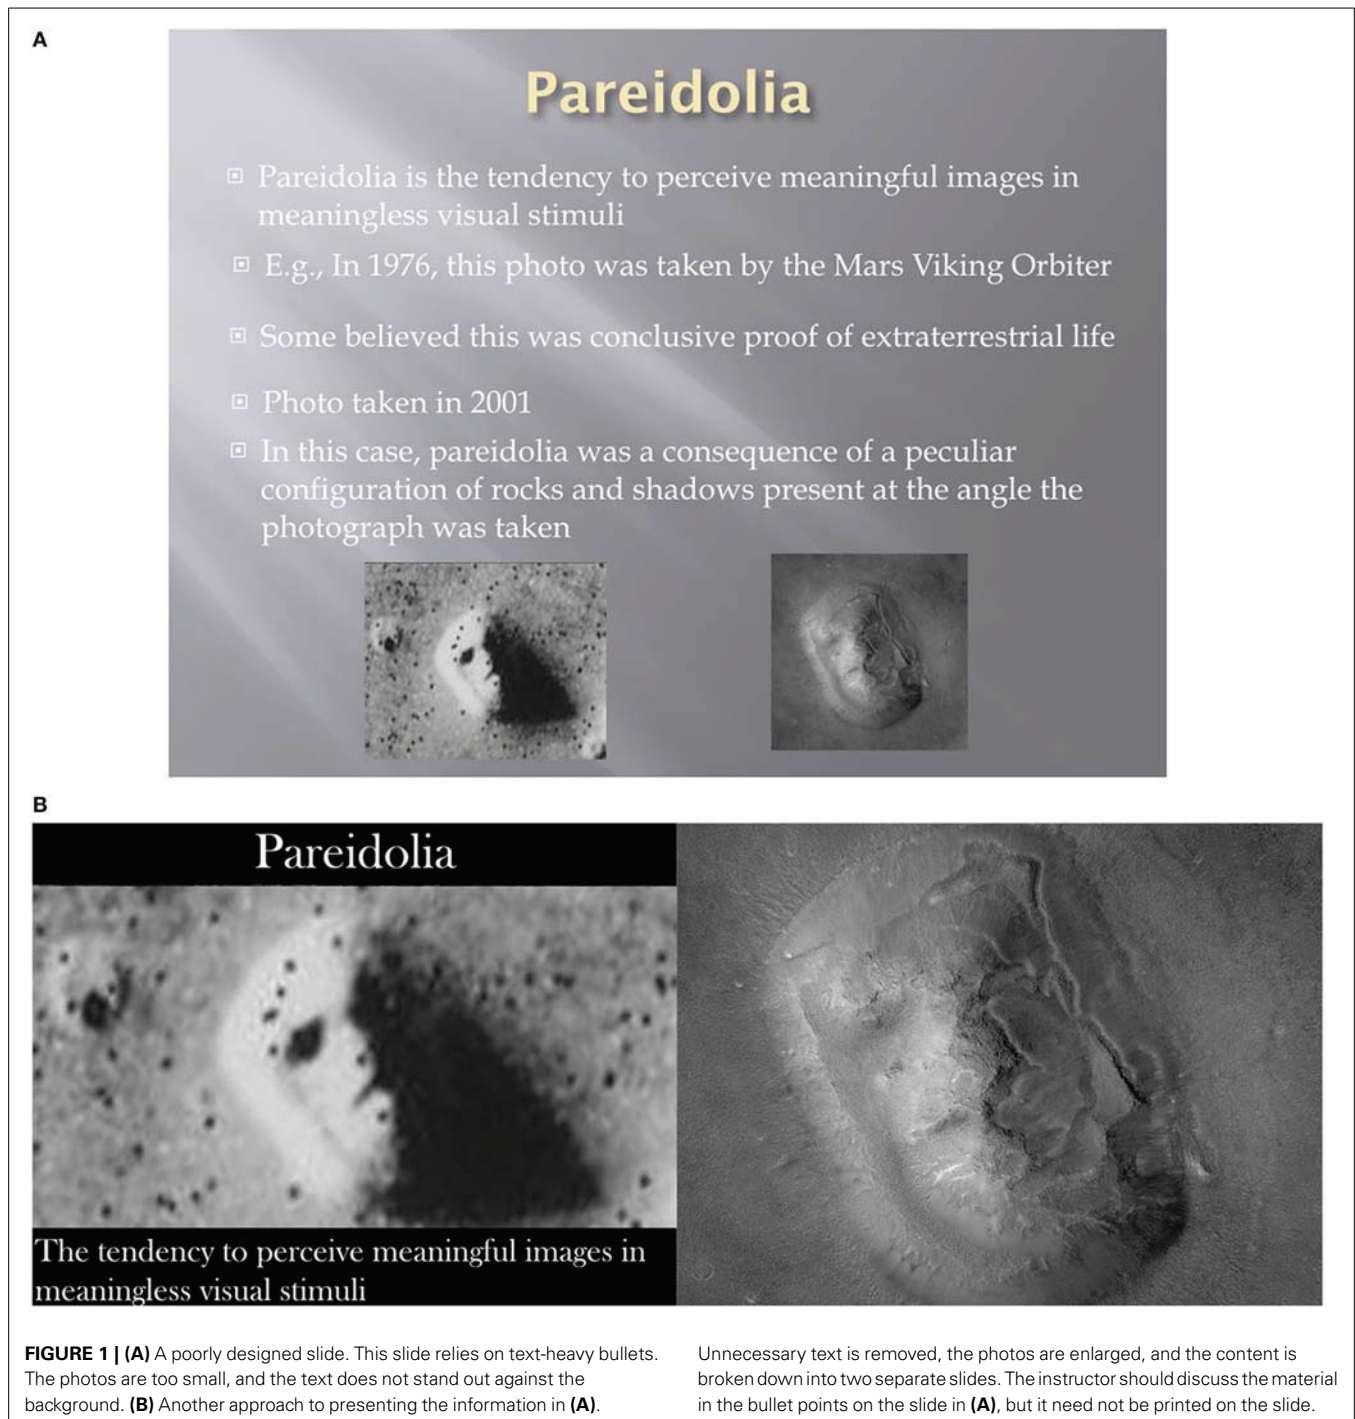 A
Pareidolia
Pareidolia is the tendency to perceive meaningful images in
meaningless visual stimuli
E.g., In 1976, this photo was taken by the Mars Viking Orbiter
Some believed this was conclusive proof of extraterrestrial life
Photo taken in 2001
In this case, pareidolia was a consequence of a peculiar
configuration of rocks and shadows present at the angle the
photograph was taken
B
Pareidolia
The tendency to perceive meaningful images in
meaningless visual stimuli
FIGURE 1 | (A) A poorly designed slide. This slide relies on text-heavy bullets.
The photos are too small, and the text does not stand out against the
background. (B) Another approach to presenting the information in (A).
Unnecessary text is removed, the photos are enlarged, and the content is
broken down into two separate slides. The instructor should discuss the material
in the bullet points on the slide in (A), but it need not be printed on the slide.